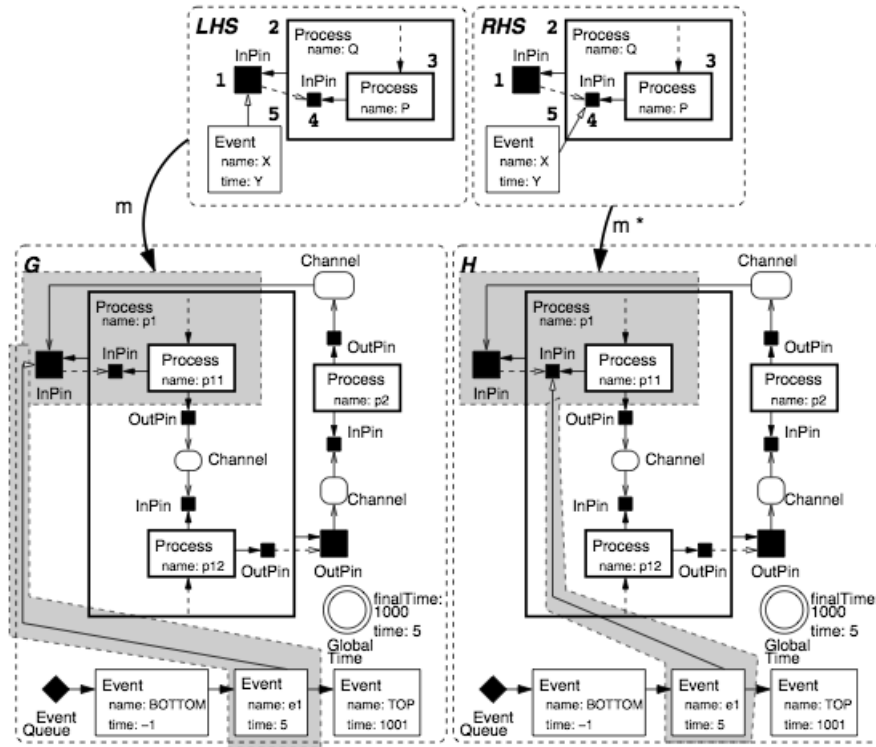 LHS
2
Process
name: Q
InPin
1
InPin
3
Process
name: P
5
4
Event
name: X
time: Y
RHS
2
Process
name: Q
InPin
1
InPin
3
Process
name: P
5
4
Event
name: X
time: Y
m
m *
G
Channel
Process
name: p1
InPin
Process
name: p11
InPin
OutPin
Process
name: p2
OutPin
InPin
Channel
InPin
Channel
Process
name: p12
OutPin
OutPin
finalTime:
1000
time: 5
Global
Time
Event
Queue
Event
name: BOTTOM
time: −1
Event
name: e1
time: 5
Event
name: TOP
time: 1001
H
Channel
Process
name: p1
InPin
Process
name: p11
InPin
OutPin
Process
name: p2
OutPin
InPin
Channel
InPin
Channel
Process
name: p12
OutPin
OutPin
finalTime:
1000
time: 5
Global
Time
Event
Queue
Event
name: BOTTOM
time: −1
Event
name: e1
time: 5
Event
name: TOP
time: 1001